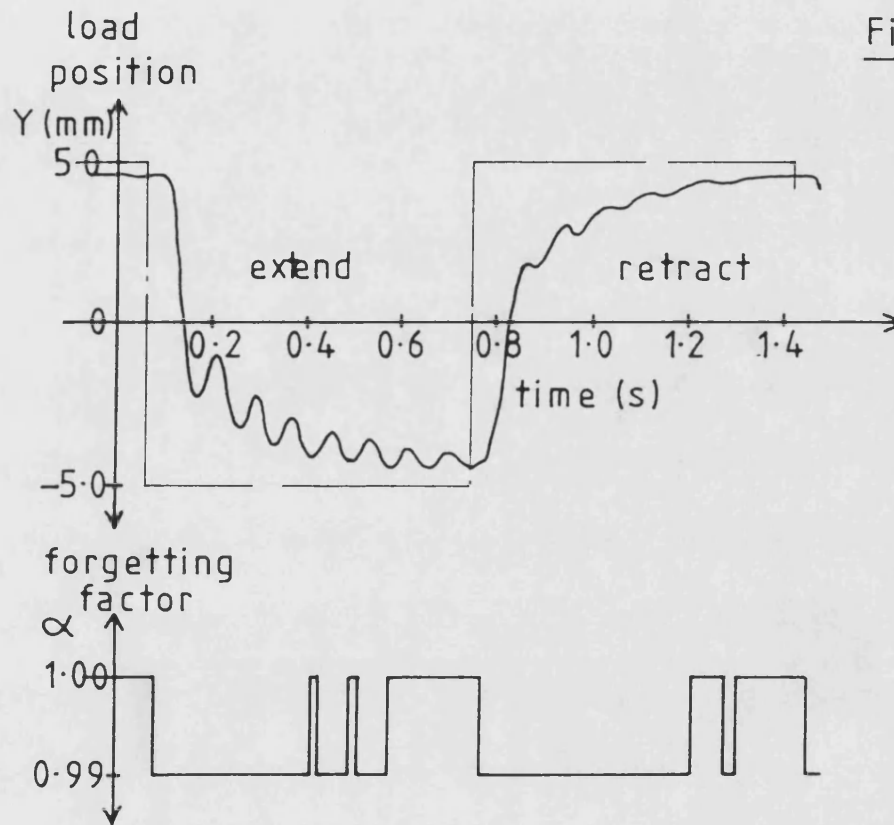 load
position
Fi
Y (mm)
5.0
extend
retract
0
0.2
0.4
0.6
0.8
1.0
1.2
1.4
time (s)
-5.0
forgetting
factor
α
1.00
0.99